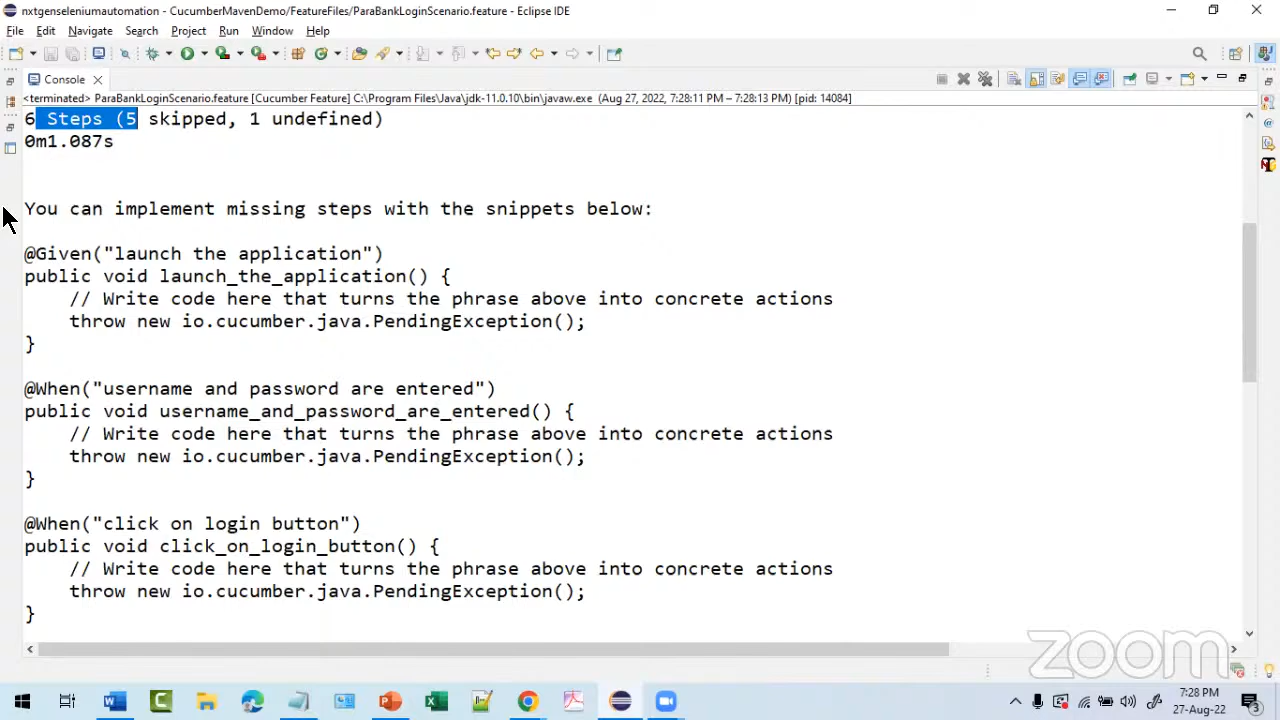 nxtgenseleniumautomation - CucumberMavenDemo/FeatureFiles/ParaBankLoginScenario.feature - Eclipse IDE
File Edit Navigate Search Project Run Window Help
Console
<terminated> ParaBankLoginScenario.feature [Cucumber Feature] C:\Program Files\Java\jdk-11.0.10\bin\javaw.exe (Aug 27, 2022, 7:28:11 PM – 7:28:13 PM) [pid: 14084]
6 Steps (5 skipped, 1 undefined)
0m1.087s
You can implement missing steps with the snippets below:
@Given("launch the application")
public void launch_the_application() {
// Write code here that turns the phrase above into concrete actions
throw new io.cucumber.java.PendingException();
}
@When("username and password are entered")
public void username_and_password_are_entered() {
// Write code here that turns the phrase above into concrete actions
throw new io.cucumber.java.PendingException();
}
@When("click on login button")
public void click_on_login_button() {
// Write code here that turns the phrase above into concrete actions
throw new io.cucumber.java.PendingException();
}
zoom
7:28 PM
27-Aug-22
3